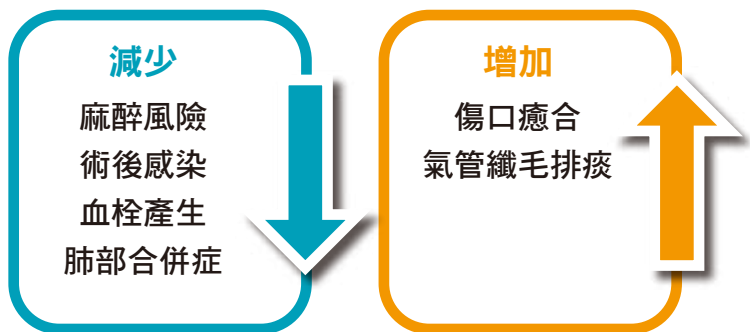 減少
麻醉風險
術後感染
血栓產生
肺部合併症
增加
傷口癒合
氣管纖毛排痰